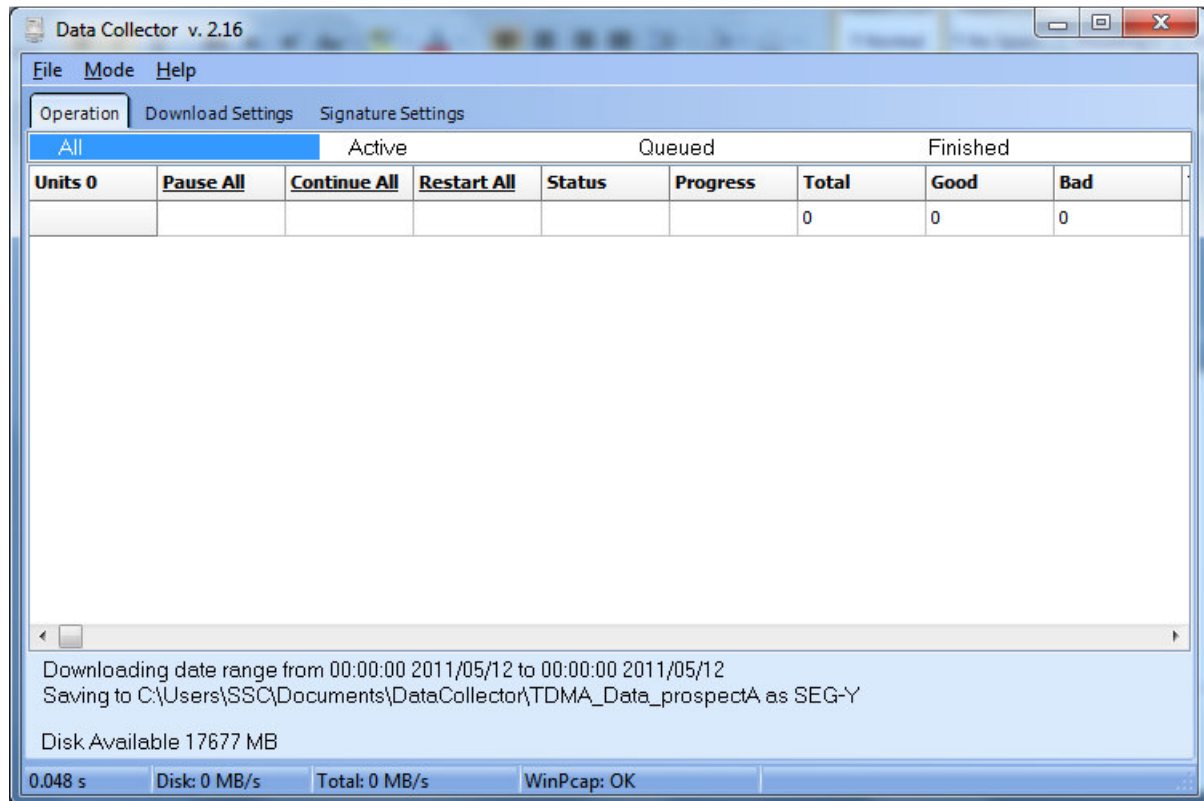 Data Collector v. 2.16
File Mode Help
Operation Download Settings Signature Settings
All Active Queued Finished
Units 0 Pause All Continue All Restart All Status Progress Total Good Bad
0 0 0
Downloading date range from 00:00:00 2011/05/12 to 00:00:00 2011/05/12
Saving to C:\Users\SSC\Documents\DataCollector\TDMA_Data_prospectA as SEG-Y
Disk Available 17677 MB
0.048 s Disk: 0 MB/s Total: 0 MB/s WinPcap: OK